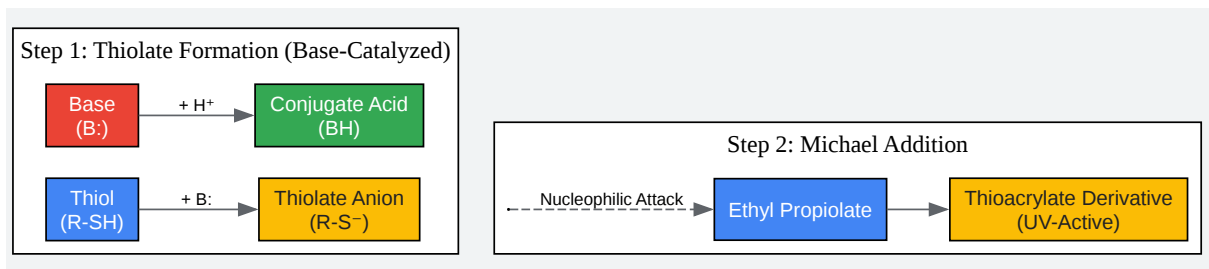 Step 1: Thiolate Formation (Base-Catalyzed)
Base
(B:)
+ H⁺
Conjugate Acid
(BH)
Thiol
(R-SH)
+ B:
Thiolate Anion
(R-S⁻)
Step 2: Michael Addition
Nucleophilic Attack
Ethyl Propiolate
Thioacrylate Derivative
(UV-Active)